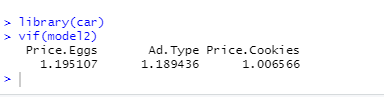 > library(car)
> vif(model2)
Price.Eggs Ad.Type Price.Cookies
1.195107 1.189436 1.006566
>